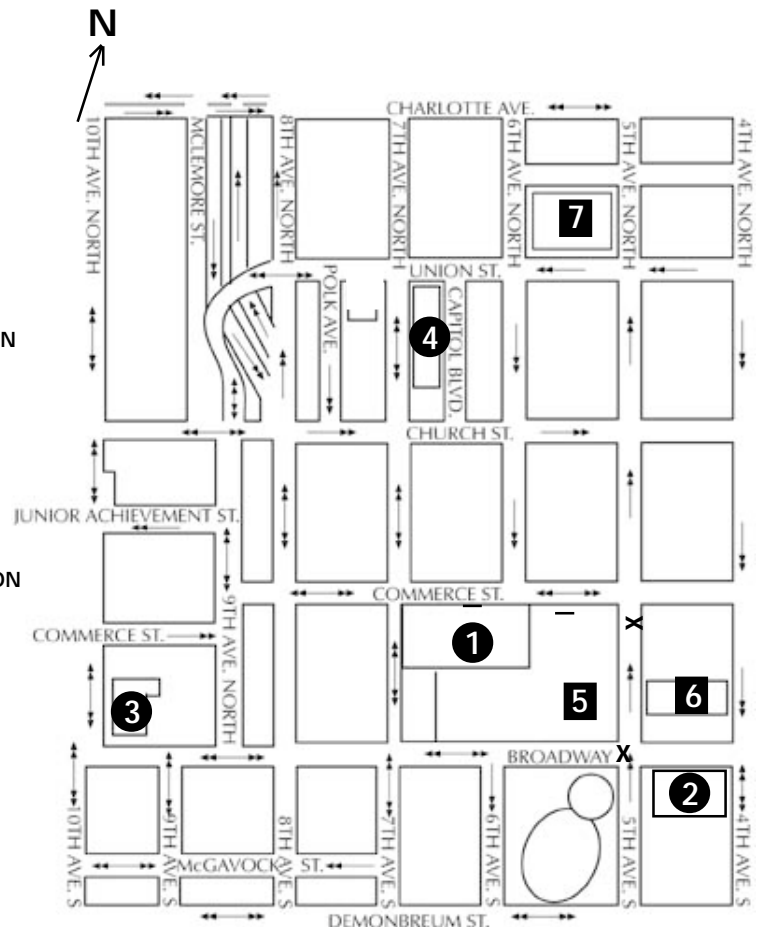 N
CHARLOTTE AVE.
10TH AVE. NORTH
MCLEMORE ST.
8TH AVE. NORTH
7TH AVE. NORTH
6TH AVE. NORTH
5TH AVE. NORTH
4TH AVE. NORTH
7
UNION ST.
POLK AVE.
4
CAPITOL BLVD.
N
CHURCH ST.
JUNIOR ACHIEVEMENT ST.
ON
COMMERCE ST.
9TH AVE. NORTH
X
COMMERCE ST.
1
3
5
6
BROADWAY
X
2
10TH AVE. S
9TH AVE. S
8TH AVE. S
7TH AVE. S
6TH AVE. S
5TH AVE. S
4TH AVE. S
McGAVOCK ST.
DEMONBREUM ST.